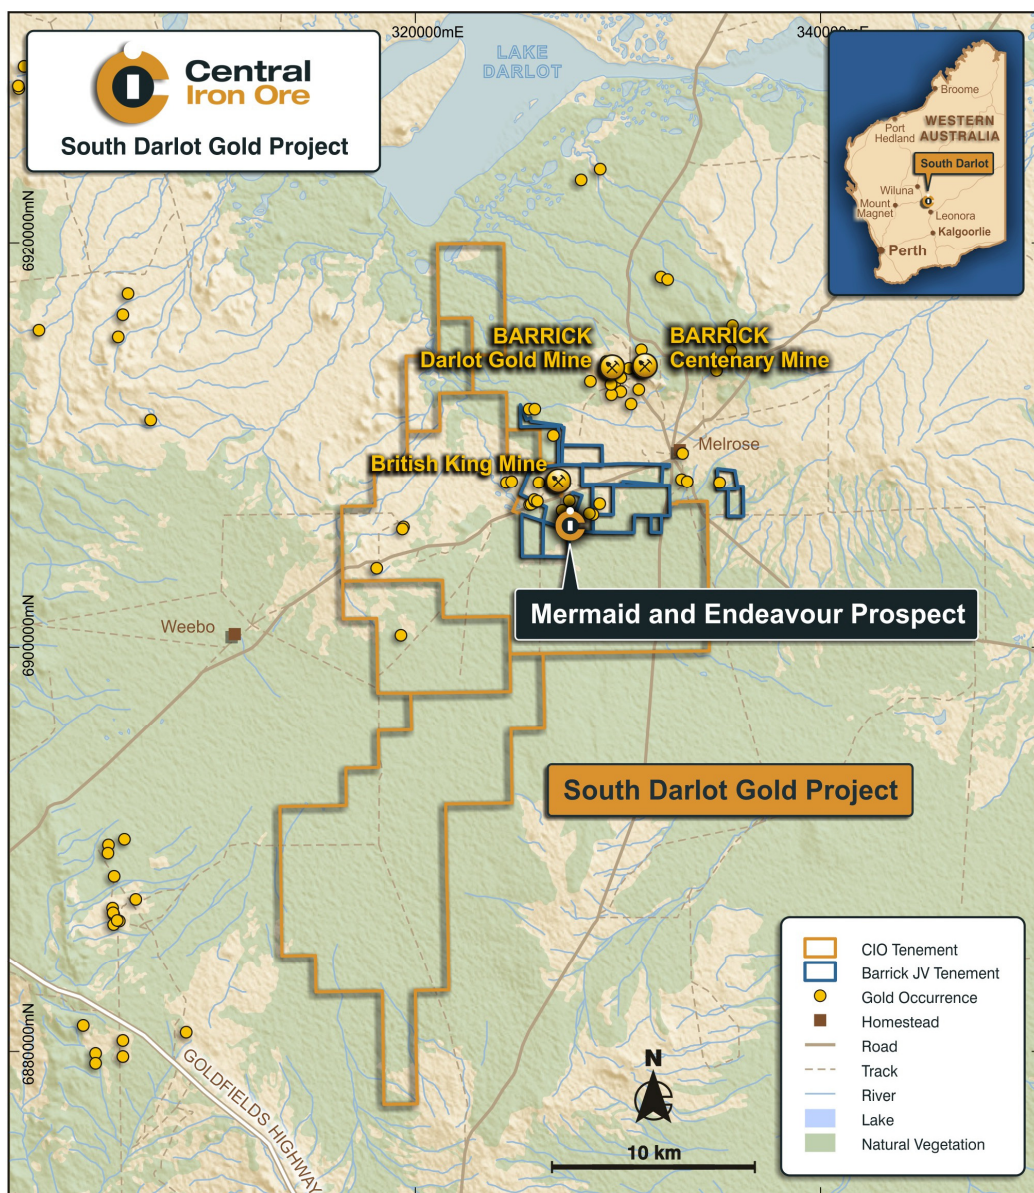 320000mE
340000mE
LAKE
DARLOT
Central
Iron Ore
South Darlot Gold Project
Broome
Port
Hedland
WESTERN
AUSTRALIA
South Darlot
Wiluna
Mount
Magnet
Leonora
Kalgoorlie
Perth
6920000mN
BARRICK
Darlot Gold Mine
BARRICK
Centenary Mine
Melrose
British King Mine
Mermaid and Endeavour Prospect
Weebo
6900000mN
South Darlot Gold Project
6880000mN
GOLDFIELDS HIGHWAY
N
10 km
CIO Tenement
Barrick JV Tenement
Gold Occurrence
Homestead
Road
Track
River
Lake
Natural Vegetation